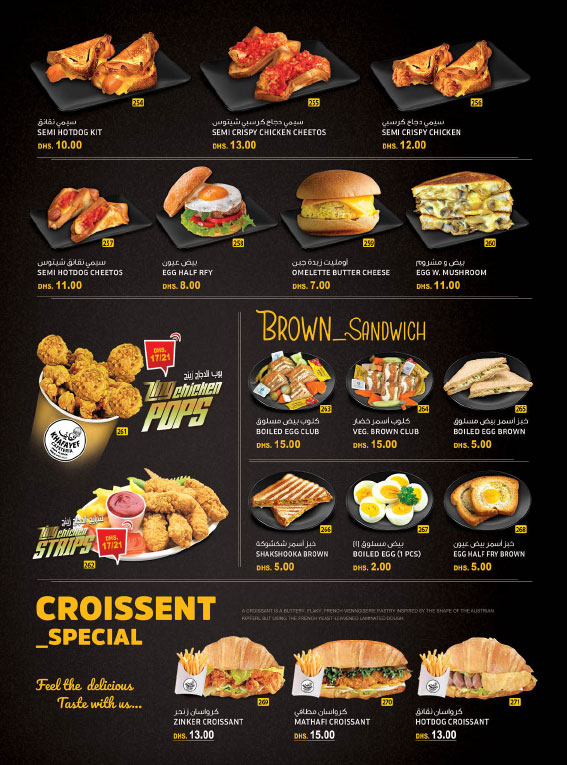 254
سيمي نقانق
SEMI HOTDOG KIT
DHS. 10.00
255
سيمي دجاج كرسبي شيتوس
SEMI CRISPY CHICKEN CHEETOS
DHS. 13.00
256
سيمي دجاج كرسبي
SEMI CRISPY CHICKEN
DHS. 12.00
257
سيمي نقانق شيتوس
SEMI HOTDOG CHEETOS
DHS. 11.00
258
بيض عيون
EGG HALF RFY
DHS. 8.00
259
اومليت زبدة جبن
OMELETTE BUTTER CHEESE
DHS. 7.00
260
بيض و مشروم
EGG W. MUSHROOM
DHS. 11.00
DHS.
17/21
بوب الدجاج زينج
chicken
POPS
KHAFAYEF
CAFETERIA
261
chicken
STRIPS
DHS.
17/21
262
BROWN_SANDWICH
263
كلوب بيض مسلوق
BOILED EGG CLUB
DHS. 15.00
264
كلوب أسمر خضار
VEG. BROWN CLUB
DHS. 15.00
265
خبز أسمر بيض مسلوق
BOILED EGG BROWN
DHS. 5.00
266
خبز أسمر شكشوكة
SHAKSHOOKA BROWN
DHS. 5.00
267
بيض مسلوق (١)
BOILED EGG (1 PCS)
DHS. 2.00
268
خبز أسمر بيض عيون
EGG HALF FRY BROWN
DHS. 5.00
CROISSENT
_SPECIAL
A CROISSANT IS A BUTTERY, FLAKY, FRENCH VIENNOISERIE PASTRY INSPIRED BY THE SHAPE OF THE AUSTRIAN
KIPFERL BUT USING THE FRENCH YEAST-LEAVENED LAMINATED DOUGH.
Feel the delicious
Taste with us...
269
كرواسان زنجر
ZINKER CROISSANT
DHS. 13.00
270
كرواسان مطافي
MATHAFI CROISSANT
DHS. 15.00
271
كرواسان نقانق
HOTDOG CROISSANT
DHS. 13.00